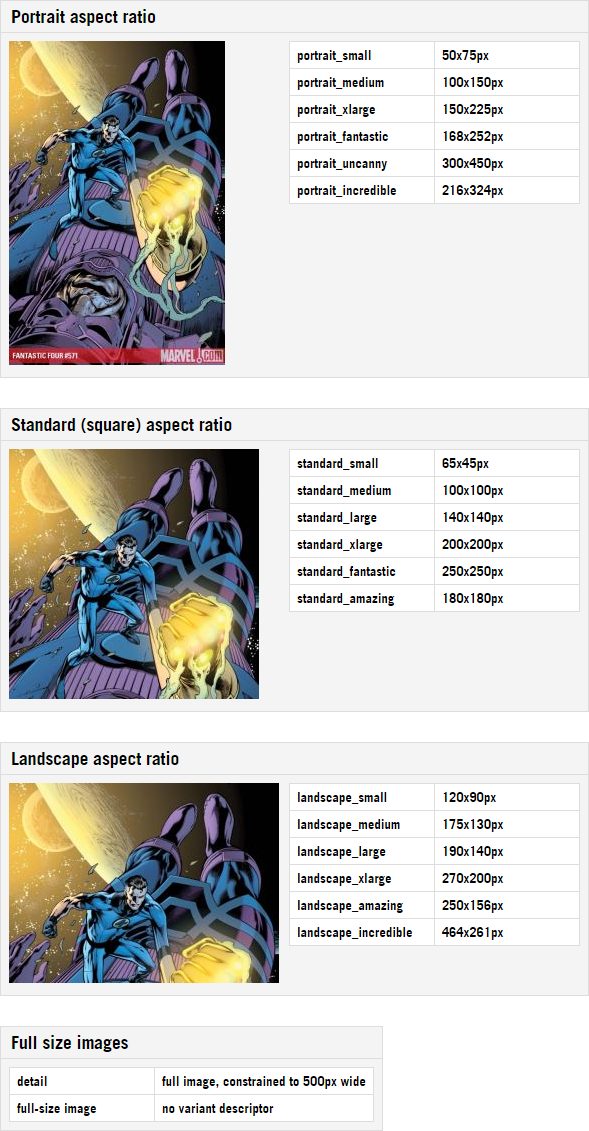 Portrait aspect ratio
FANTASTIC FOUR #571
MARVEL.COM
portrait_small 50x75px
portrait_medium 100x150px
portrait_xlarge 150x225px
portrait_fantastic 168x252px
portrait_uncanny 300x450px
portrait_incredible 216x324px
Standard (square) aspect ratio
standard_small 65x45px
standard_medium 100x100px
standard_large 140x140px
standard_xlarge 200x200px
standard_fantastic 250x250px
standard_amazing 180x180px
Landscape aspect ratio
landscape_small 120x90px
landscape_medium 175x130px
landscape_large 190x140px
landscape_xlarge 270x200px
landscape_amazing 250x156px
landscape_incredible 464x261px
Full size images
detail full image, constrained to 500px wide
full-size image no variant descriptor